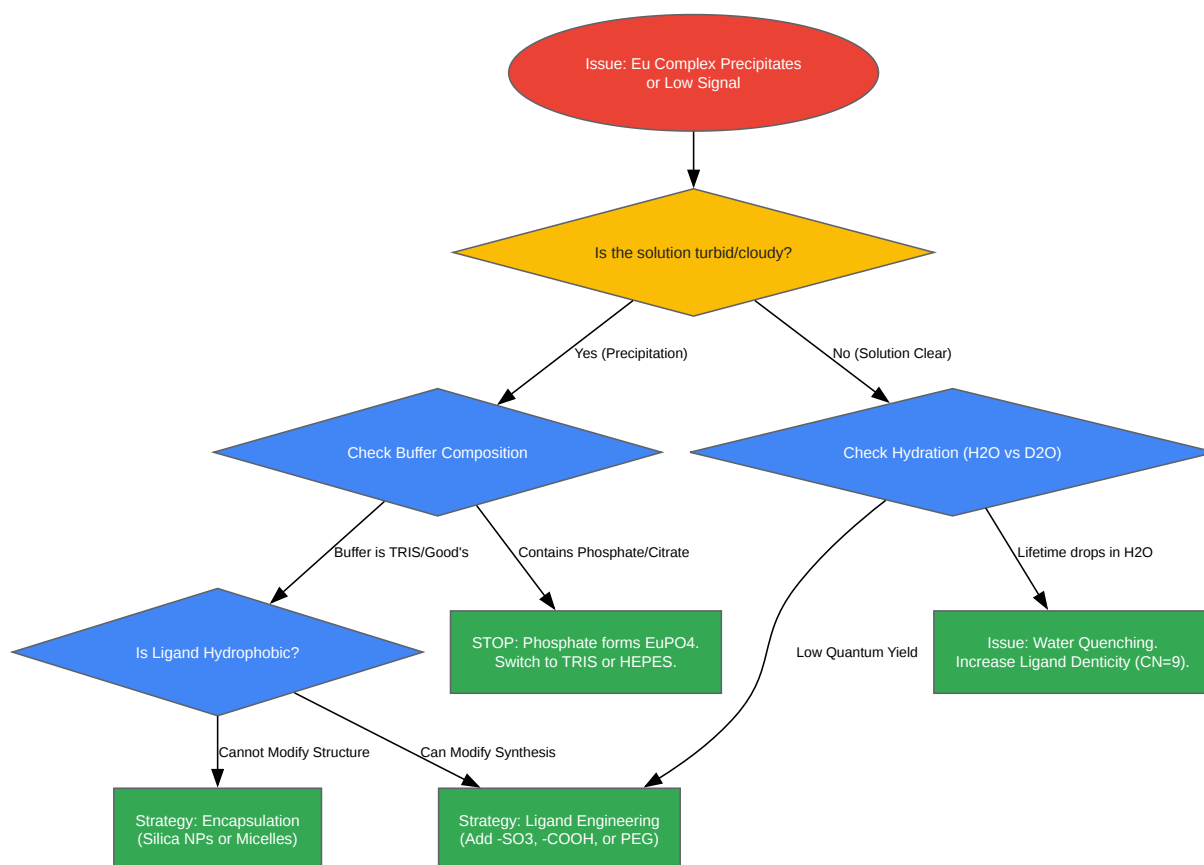 Issue: Eu Complex Precipitates
or Low Signal
Is the solution turbid/cloudy?
Yes (Precipitation)
No (Solution Clear)
Check Buffer Composition
Check Hydration (H2O vs D2O)
Buffer is TRIS/Good's
Contains Phosphate/Citrate
Lifetime drops in H2O
Is Ligand Hydrophobic?
STOP: Phosphate forms EuPO4.
Switch to TRIS or HEPES.
Low Quantum Yield
Issue: Water Quenching.
Increase Ligand Denticity (CN=9).
Cannot Modify Structure
Can Modify Synthesis
Strategy: Encapsulation
(Silica NPs or Micelles)
Strategy: Ligand Engineering
(Add -SO3, -COOH, or PEG)